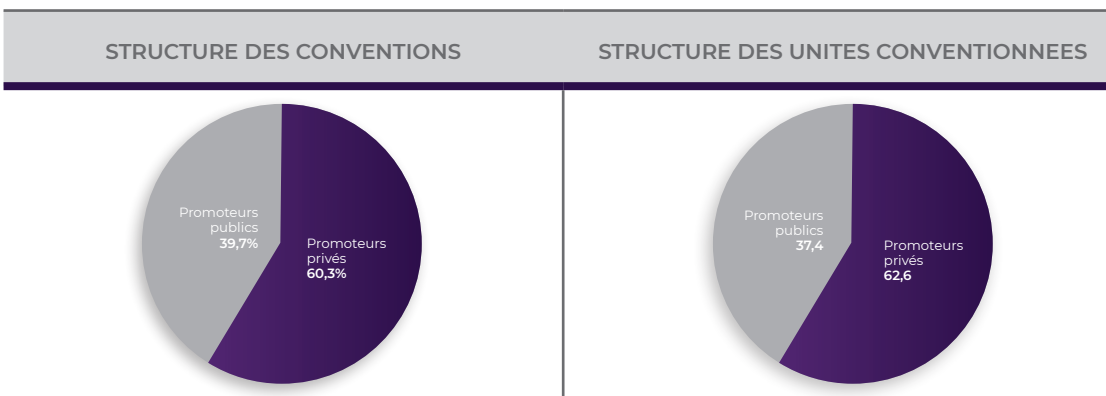 STRUCTURE DES CONVENTIONS
STRUCTURE DES UNITES CONVENTIONNEES
Promoteurs
publics
39,7%
Promoteurs
privés
60,3%
Promoteurs
publics
37,4
Promoteurs
privés
62,6